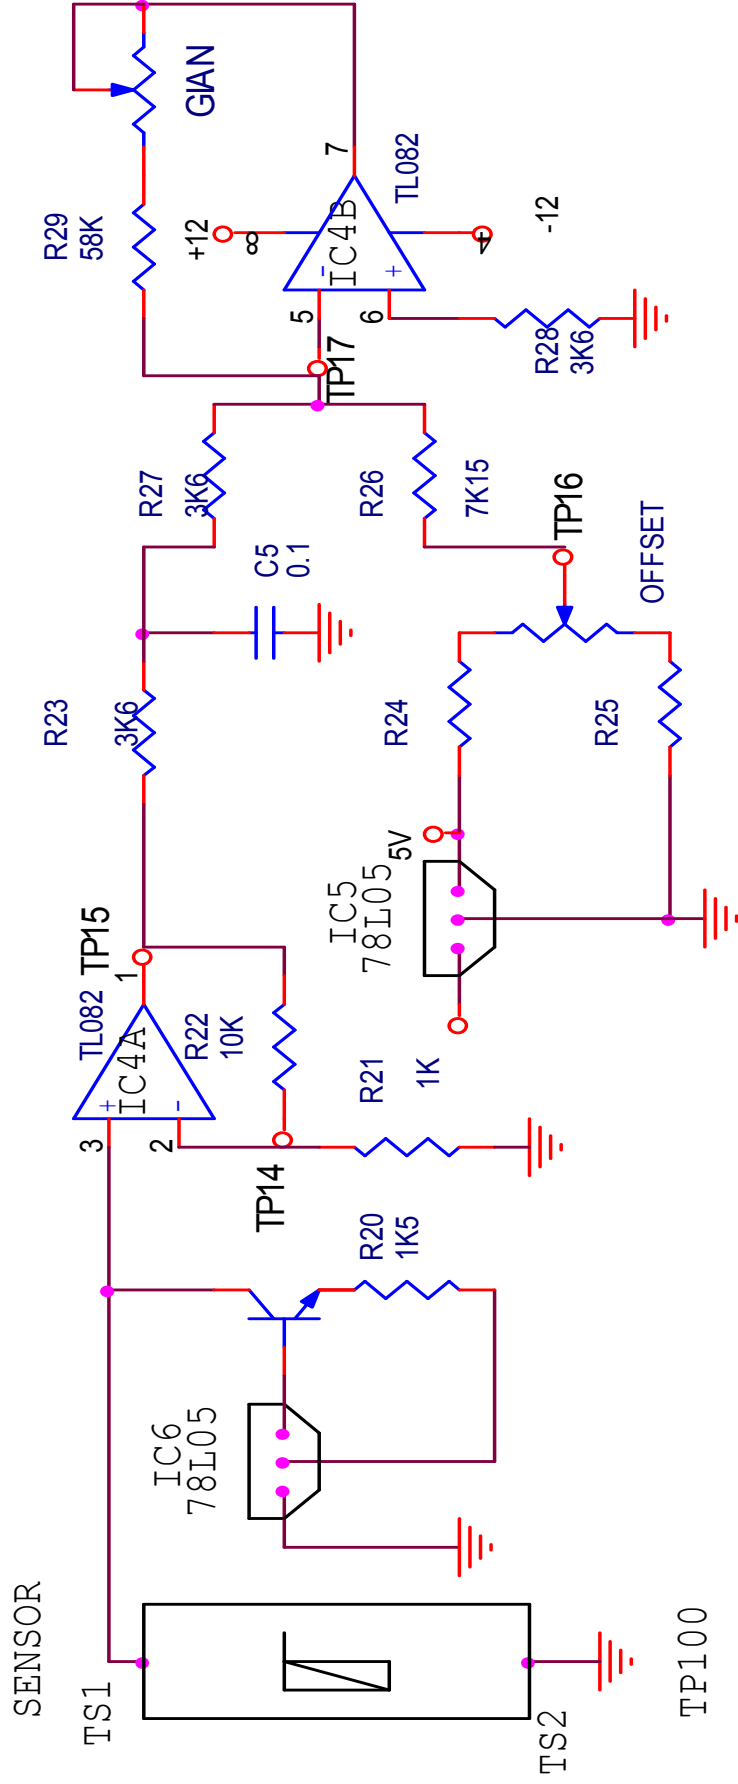 SENSOR
TS1
TS2
TP100
IC6
78L05
R20
1K5
3
2
+
-
IC4A
TL082
1
TP15
R22
10K
TP14
R21
1K
IC5
78L05
5V
R23
3K6
C5
0.1
R24
R25
OFFSET
TP16
R27
3K6
R26
7K15
TP17
R29
58K
GIAN
+12
8
5
6
-
+
IC4B
7
TL082
4
-12
R28
3K6